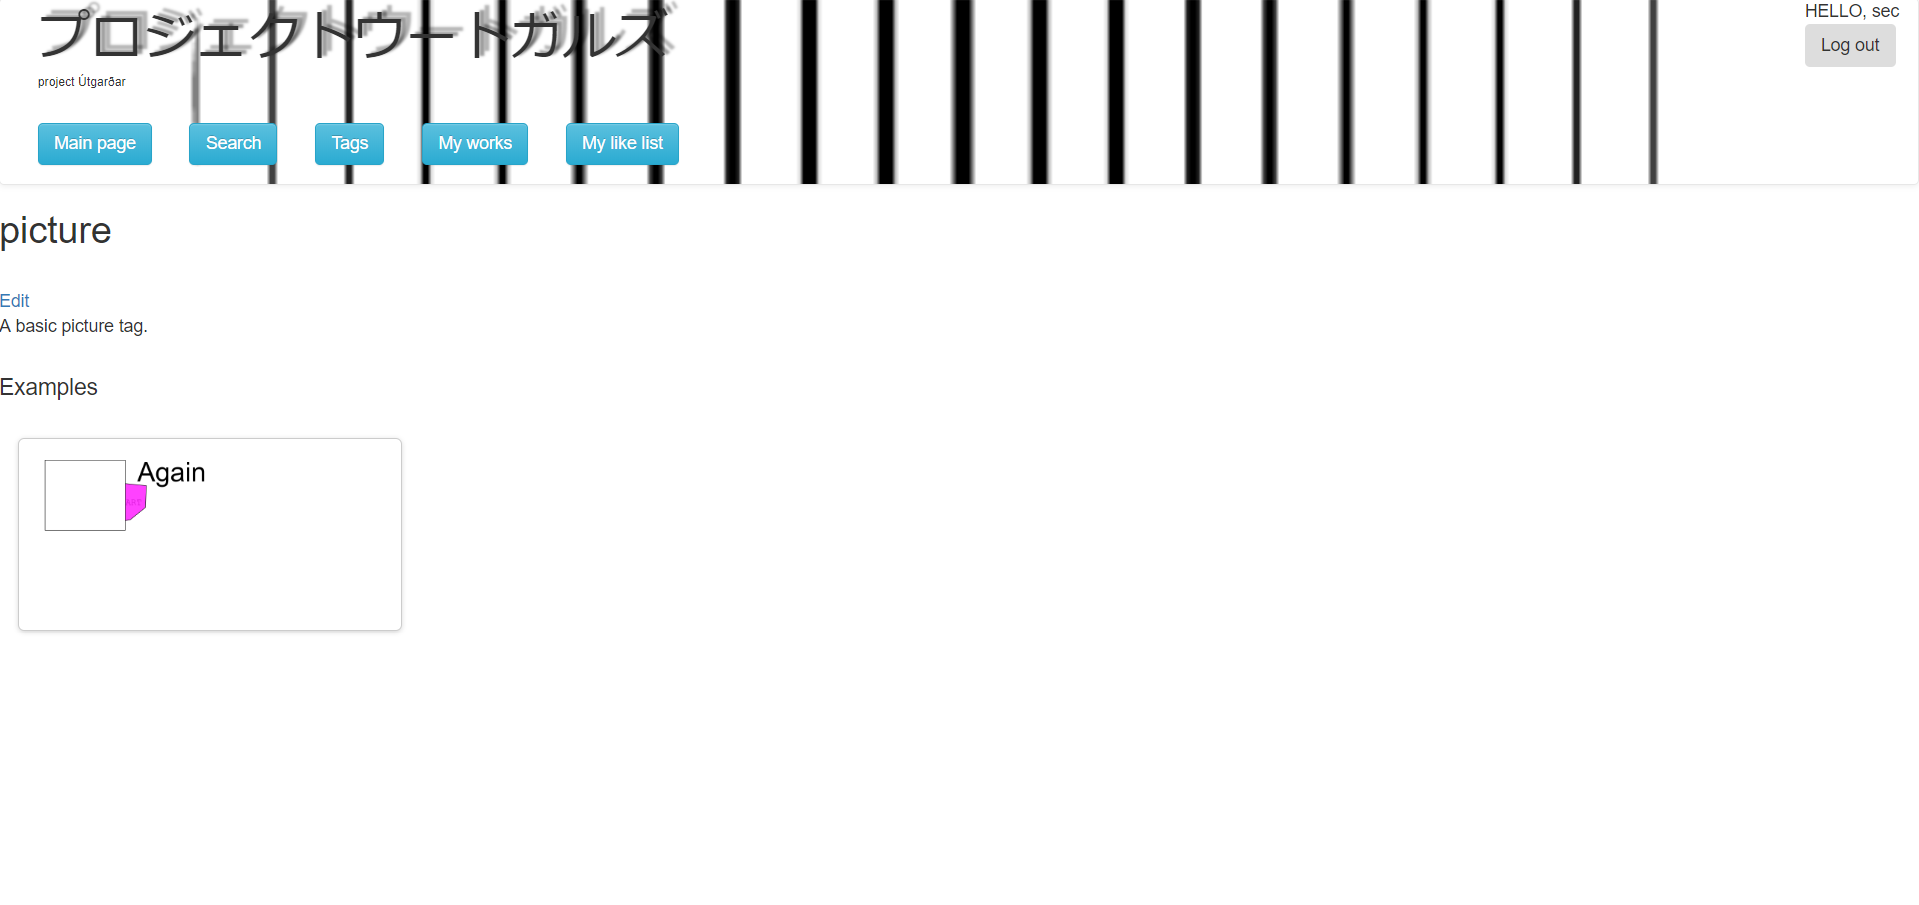 プロジェクトウートガルズ
HELLO, sec
Log out
project Útgarðar
Main page
Search
Tags
My works
My like list
picture
Edit
A basic picture tag.
Examples
Again